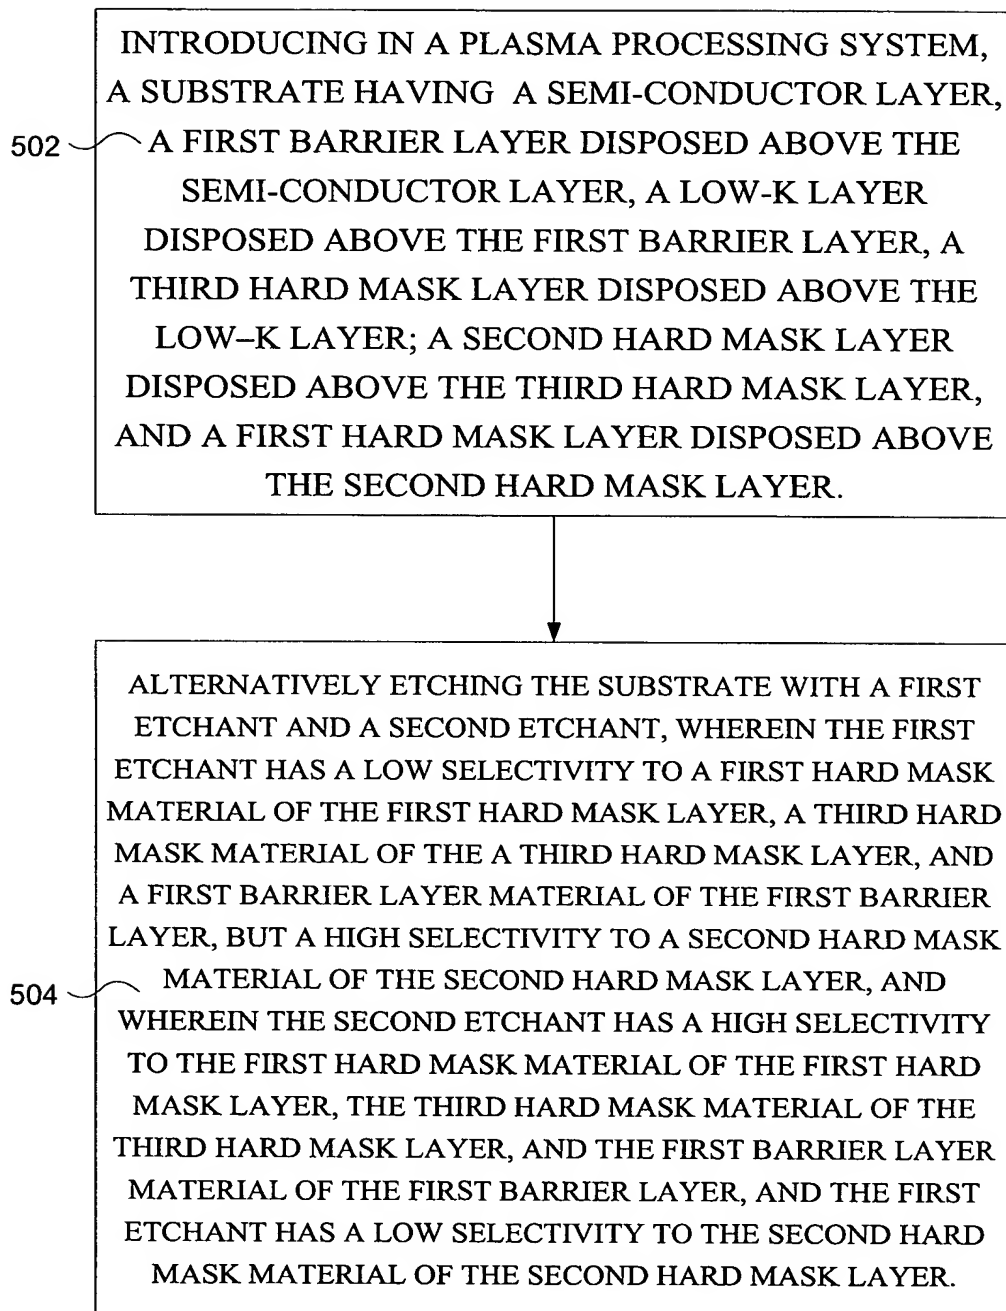 INTRODUCING IN A PLASMA PROCESSING SYSTEM,
A SUBSTRATE HAVING A SEMI-CONDUCTOR LAYER,
502
A FIRST BARRIER LAYER DISPOSED ABOVE THE
SEMI-CONDUCTOR LAYER, A LOW-K LAYER
DISPOSED ABOVE THE FIRST BARRIER LAYER, A
THIRD HARD MASK LAYER DISPOSED ABOVE THE
LOW–K LAYER; A SECOND HARD MASK LAYER
DISPOSED ABOVE THE THIRD HARD MASK LAYER,
AND A FIRST HARD MASK LAYER DISPOSED ABOVE
THE SECOND HARD MASK LAYER.
ALTERNATIVELY ETCHING THE SUBSTRATE WITH A FIRST
ETCHANT AND A SECOND ETCHANT, WHEREIN THE FIRST
ETCHANT HAS A LOW SELECTIVITY TO A FIRST HARD MASK
MATERIAL OF THE FIRST HARD MASK LAYER, A THIRD HARD
MASK MATERIAL OF THE A THIRD HARD MASK LAYER, AND
A FIRST BARRIER LAYER MATERIAL OF THE FIRST BARRIER
LAYER, BUT A HIGH SELECTIVITY TO A SECOND HARD MASK
504
MATERIAL OF THE SECOND HARD MASK LAYER, AND
WHEREIN THE SECOND ETCHANT HAS A HIGH SELECTIVITY
TO THE FIRST HARD MASK MATERIAL OF THE FIRST HARD
MASK LAYER, THE THIRD HARD MASK MATERIAL OF THE
THIRD HARD MASK LAYER, AND THE FIRST BARRIER LAYER
MATERIAL OF THE FIRST BARRIER LAYER, AND THE FIRST
ETCHANT HAS A LOW SELECTIVITY TO THE SECOND HARD
MASK MATERIAL OF THE SECOND HARD MASK LAYER.